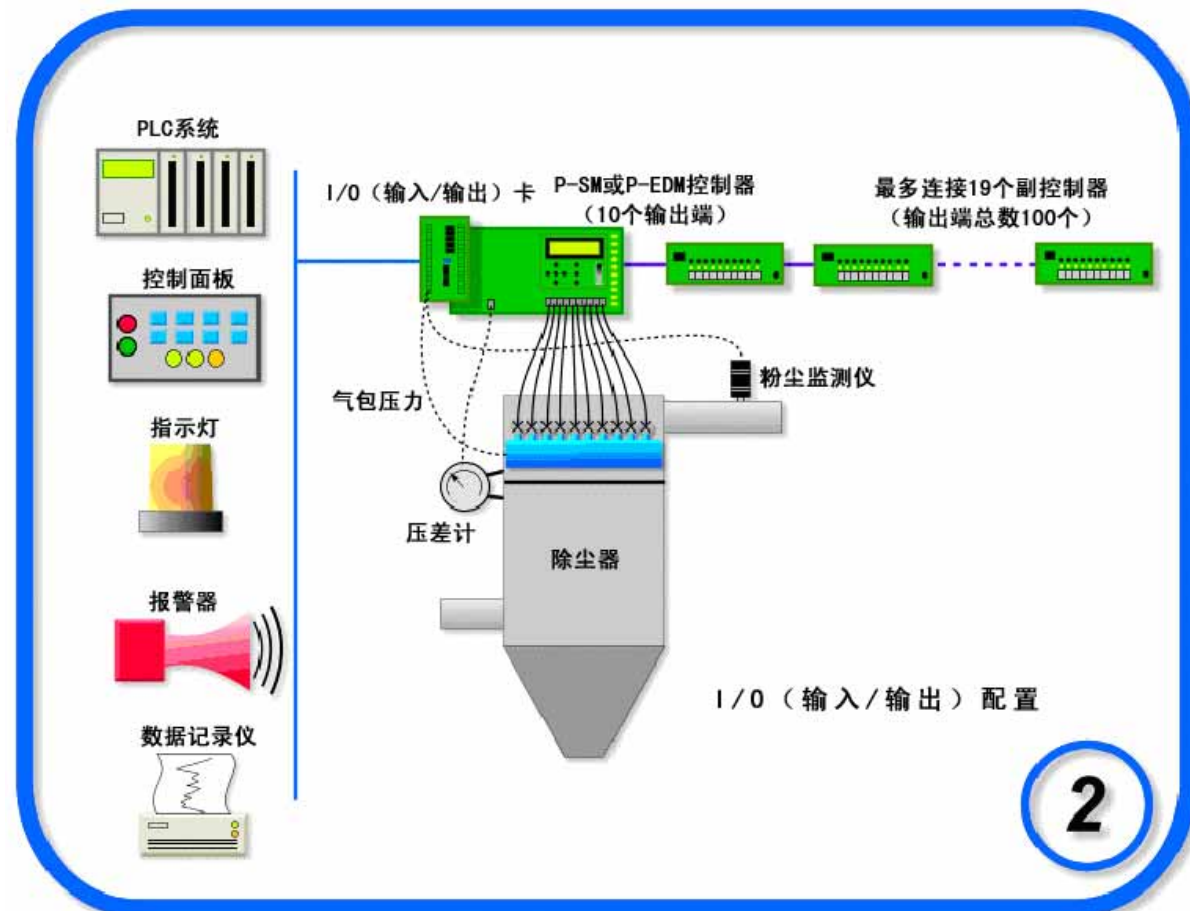 PLC系统
控制面板
指示灯
报警器
数据记录仪
I/O（输入/输出）卡
P-SM或P-EDM控制器
（10个输出端）
最多连接19个副控制器
（输出端总数100个）
气包压力
压差计
粉尘监测仪
除尘器
I/O（输入/输出）配置
2